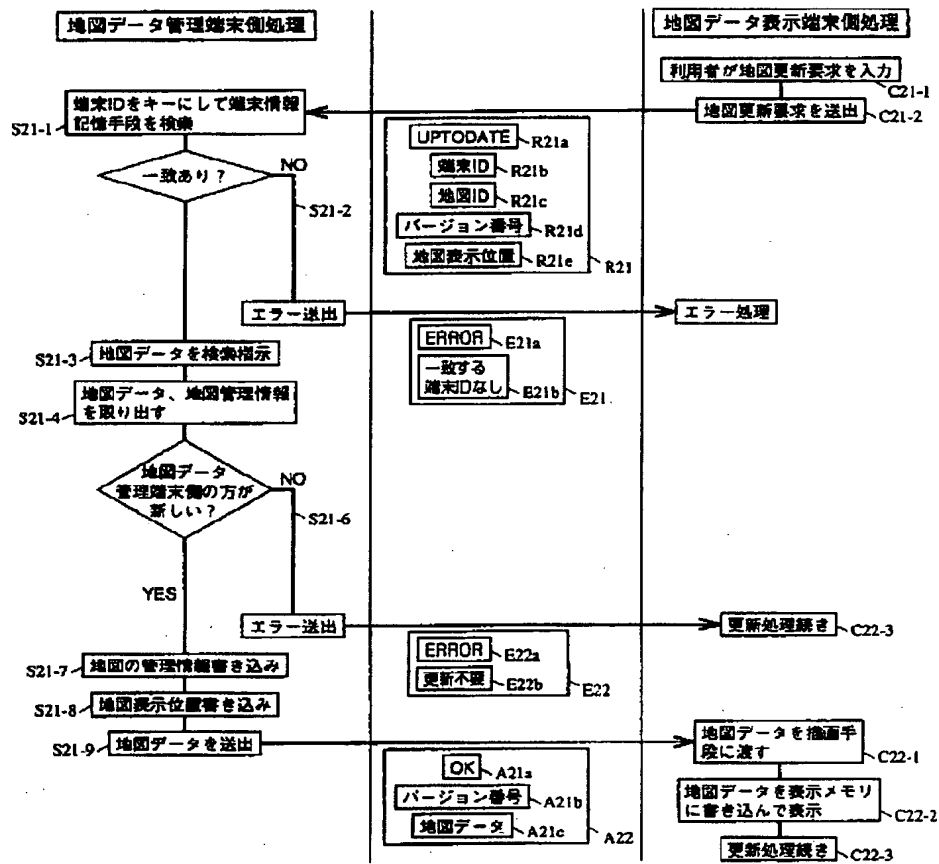 地図データ管理端末側処理
地図データ表示端末側処理
利用者が地図更新要求を入力
C21-1
地図更新要求を送出
C21-2
端末IDをキーにして端末情報
記憶手段を検索
S21-1
UPTODATE
R21a
端末ID
R21b
地図ID
R21c
バージョン番号
R21d
地図表示位置
R21e
R21
一致あり？
NO
S21-2
エラー送出
エラー処理
ERROR
E21a
一致する
端末IDなし
E21b
E21
地図データを検索指示
S21-3
地図データ、地図管理情報
を取り出す
S21-4
地図データ
管理端末側の方が
新しい？
NO
S21-6
YES
エラー送出
更新処理続き
C22-3
ERROR
E22a
更新不要
E22b
E22
地図の管理情報書き込み
S21-7
地図表示位置書き込み
S21-8
地図データを送出
S21-9
OK
A21a
バージョン番号
A21b
地図データ
A21c
A22
地図データを描画手
段に渡す
C22-1
地図データを表示メモリ
に書き込んで表示
C22-2
更新処理続き
C22-3